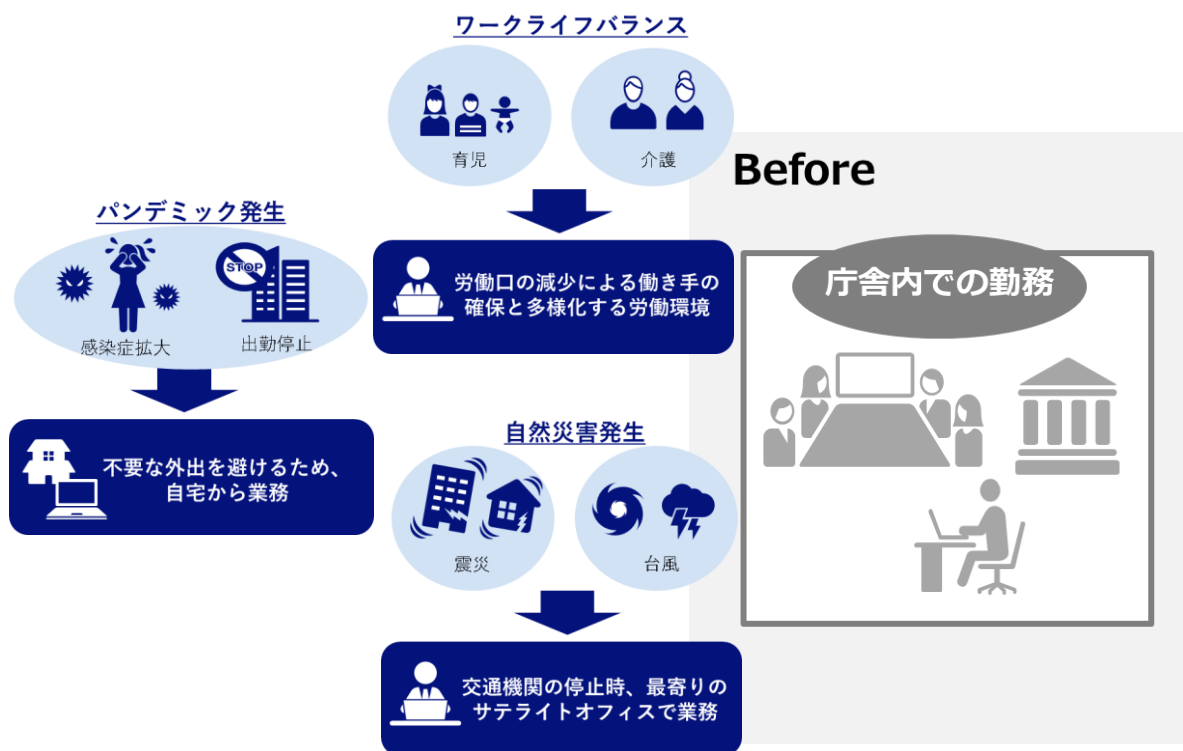 ワークライフバランス
育児
介護
労働口の減少による働き手の
確保と多様化する労働環境
パンデミック発生
STOP
感染症拡大
出勤停止
不要な外出を避けるため、
自宅から業務
自然災害発生
震災
台風
交通機関の停止時、最寄りの
サテライトオフィスで業務
Before
庁舎内での勤務